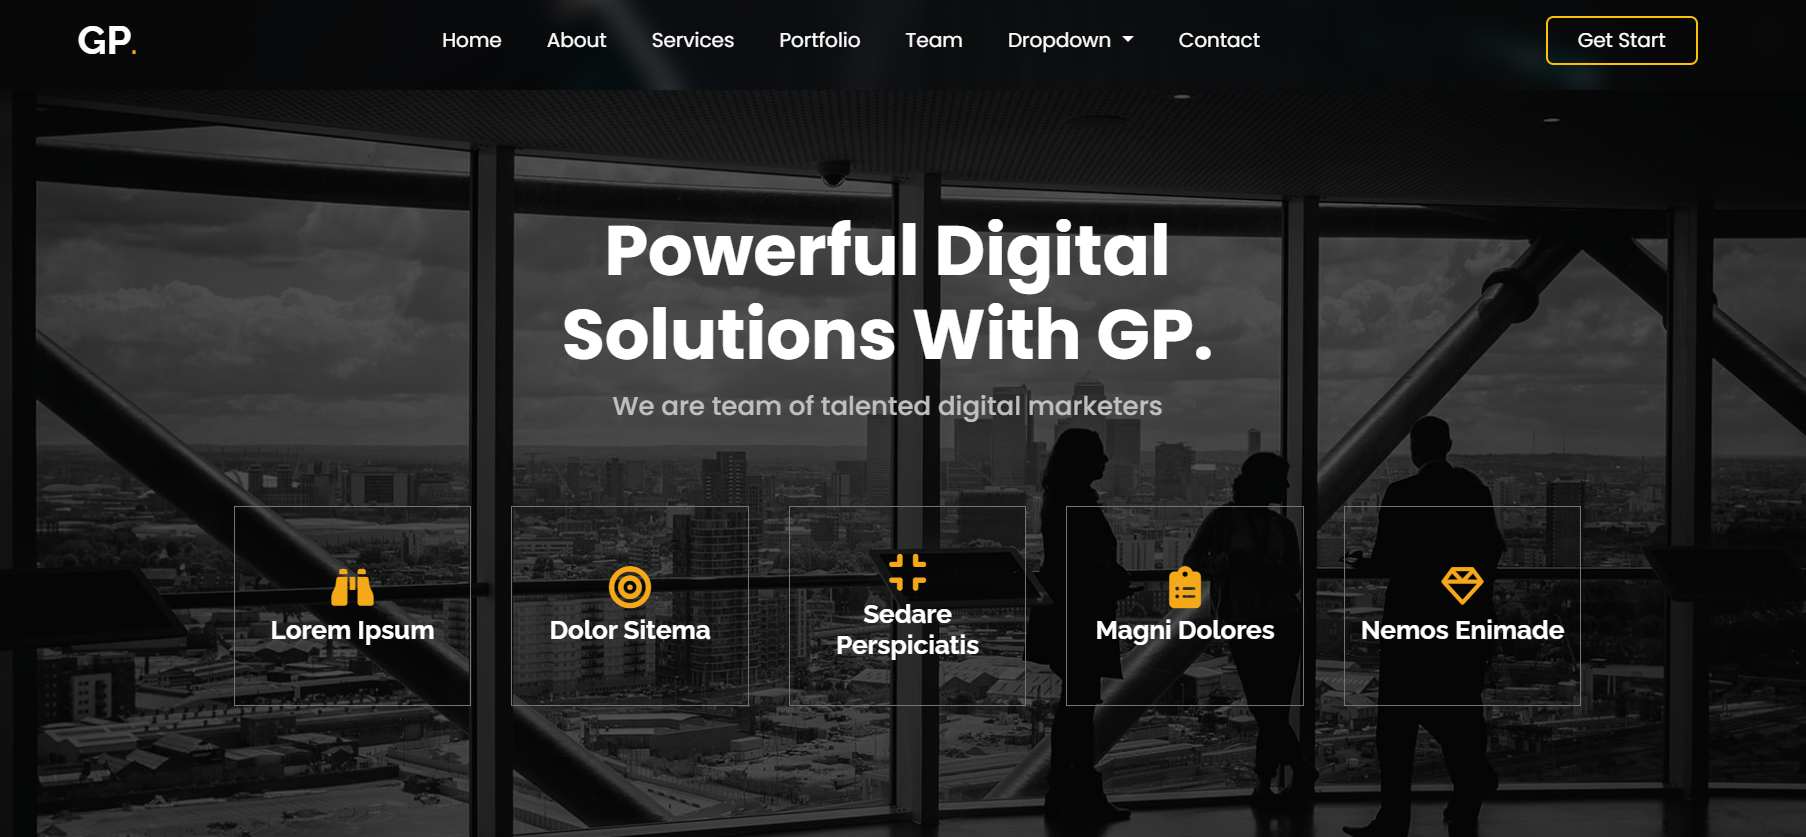 GP.
Home About Services Portfolio Team Dropdown Contact
Get Start
Powerful Digital
Solutions With GP.
We are team of talented digital marketers
Lorem Ipsum
Dolor Sitema
Sedare
Perspiciatis
Magni Dolores
Nemos Enimade